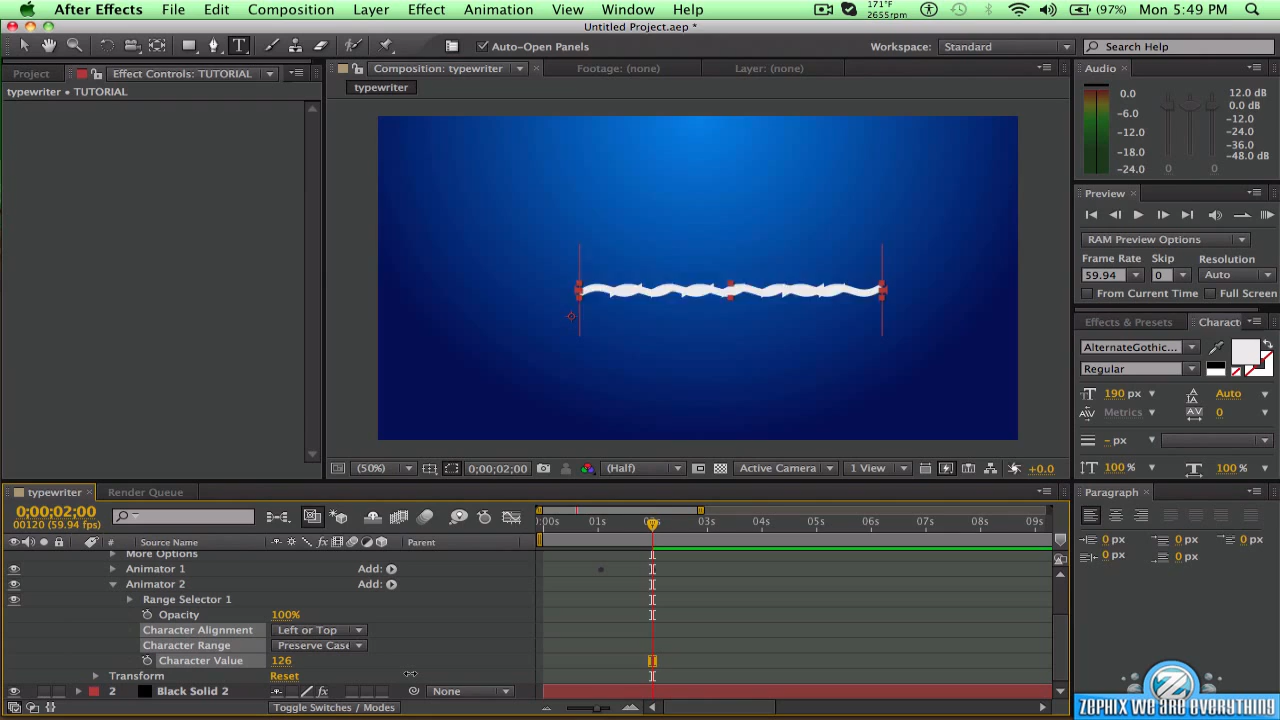 After Effects File Edit Composition Layer Effect Animation View Window Help 171°F 2655rpm (97%) Mon 5:49 PM
Untitled Project.aep *
T Auto-Open Panels Workspace: Standard Search Help
Project Effect Controls: TUTORIAL Composition: typewriter Footage: (none) Layer: (none) Audio
typewriter • TUTORIAL typewriter
0.0 12.0 dB
-6.0 0.0 dB
-12.0 -12.0
-18.0 -24.0
-24.0 -36.0
-48.0 dB
0 0
Preview
RAM Preview Options
Frame Rate Skip Resolution
59.94 0 Auto
From Current Time Full Screen
Effects & Presets Charact
AlternateGothic...
Regular
190 px Auto
Metrics 0
- px
100 % 100 %
(50%) 0;00;02;00 (Half) Active Camera 1 View +0.0
typewriter Render Queue
0;00;02;00
00120 (59.94 fps)
:00s 01s 02s 03s 04s 05s 06s 07s 08s 09s
# Source Name fx Parent
More Options
Animator 1 Add:
Animator 2 Add:
Range Selector 1
Opacity 100%
Character Alignment Left or Top
Character Range Preserve Case
Character Value 126
Transform Reset
2 Black Solid 2 fx None
Toggle Switches / Modes
Paragraph
0 px 0 px 0 px
0 px 0 px
Z
ZEPHIX WE ARE EVERYTHING